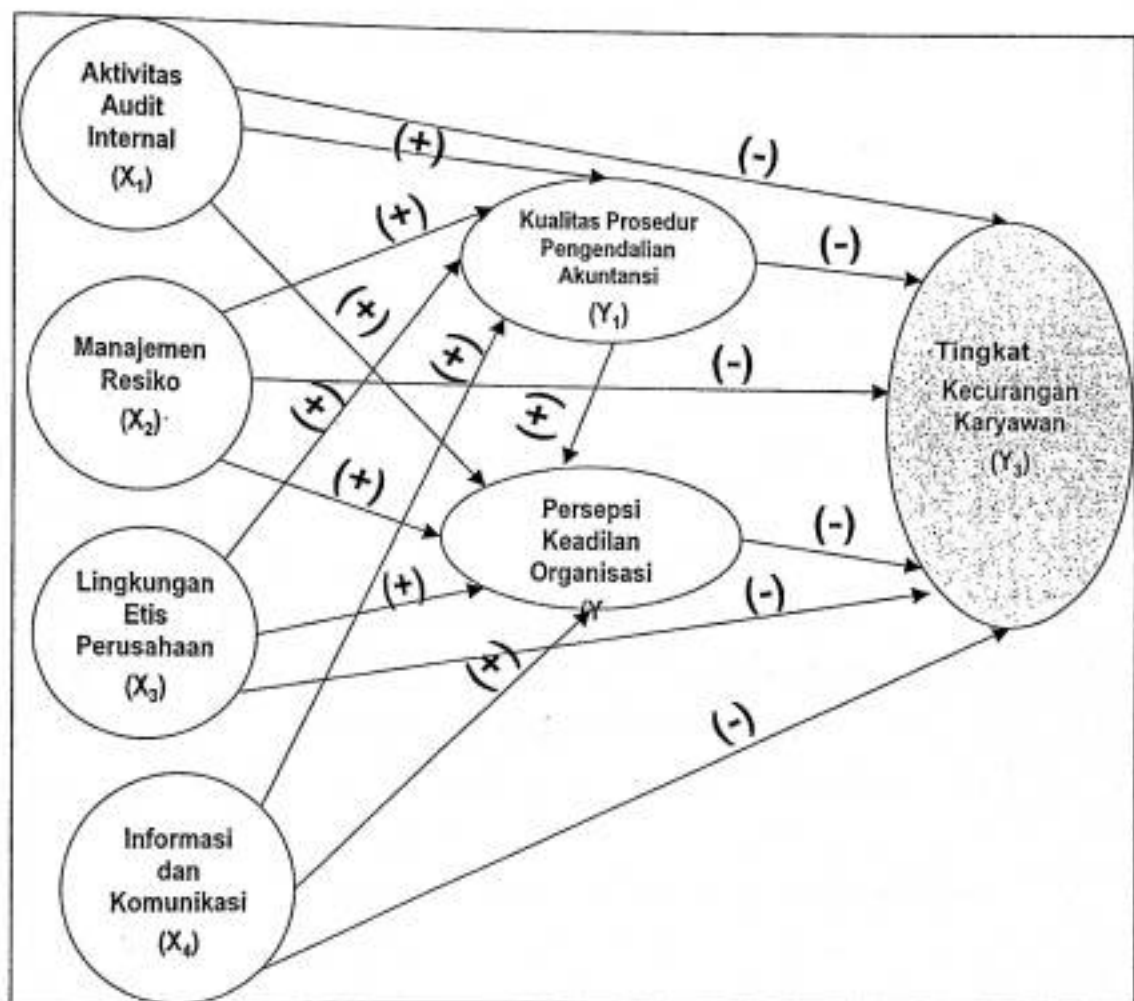 Aktivitas
Audit
Internal
(X₁)
(-)
(+)
(+)
Kualitas Prosedur
Pengendalian
Akuntansi
(Y₁)
(-)
(+)
(+)
(+)
(-)
(+)
Manajemen
Resiko
(X₂)
Tingkat
Kecurangan
Karyawan
(Y₃)
(+)
Persepsi
Keadilan
Organisasi
(Y
(-)
(+)
(-)
Lingkungan
Etis
Perusahaan
(X₃)
(+)
(-)
Informasi
dan
Komunikasi
(X₄)